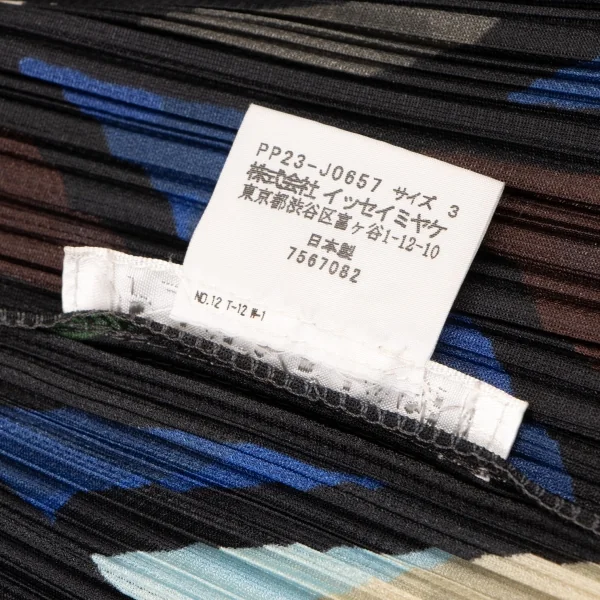 PP23-J0657 サイズ 3
株式会社 イッセイミヤケ
東京都渋谷区富ヶ谷1-12-10
日本製
7567082
NO.12 T-12 W-1